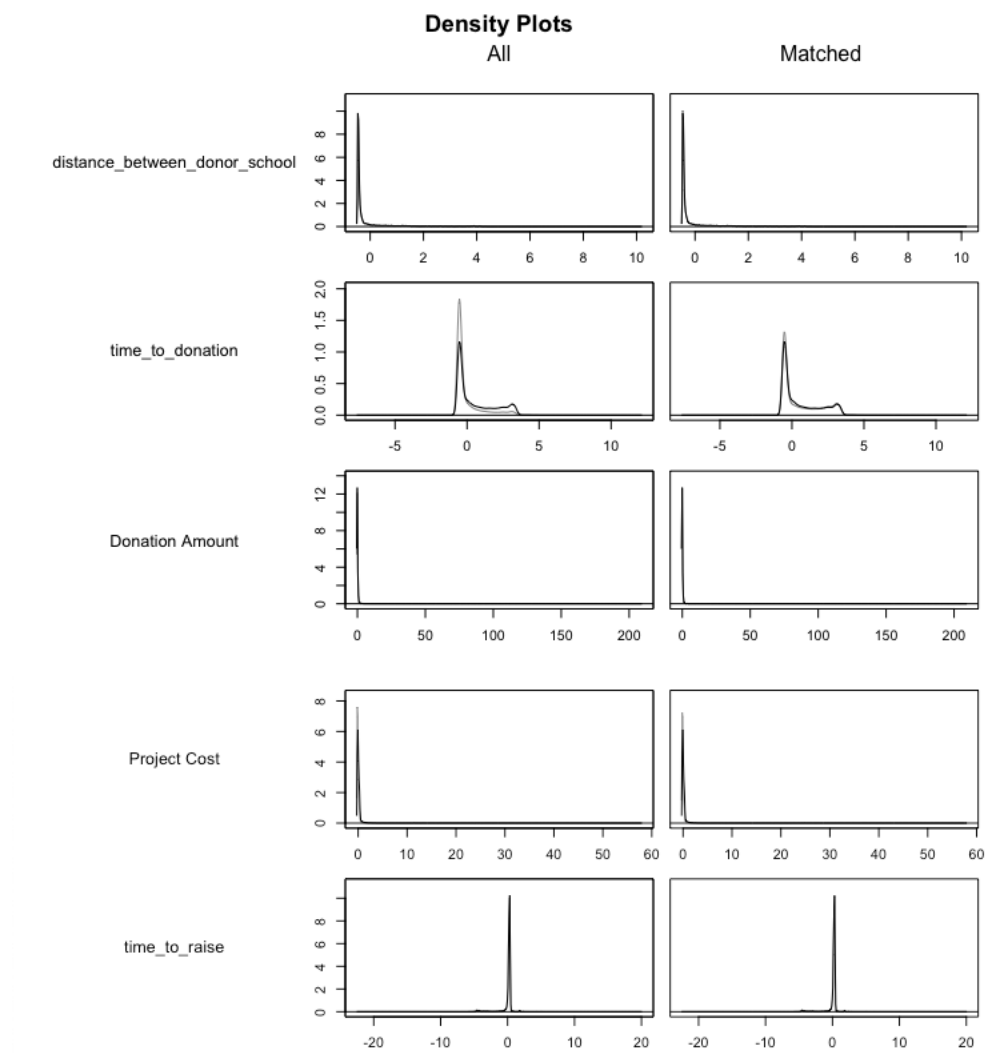 Density Plots
All Matched
distance_between_donor_school
0 2 4 6 8
0 2 4 6 8 10
0 2 4 6 8 10
time_to_donation
0.0 0.5 1.0 1.5 2.0
-5 0 5 10
-5 0 5 10
Donation Amount
0 4 8 12
0 50 100 150 200
0 50 100 150 200
Project Cost
0 2 4 6 8
0 10 20 30 40 50 60
0 10 20 30 40 50 60
time_to_raise
0 2 4 6 8
-20 -10 0 10 20
-20 -10 0 10 20